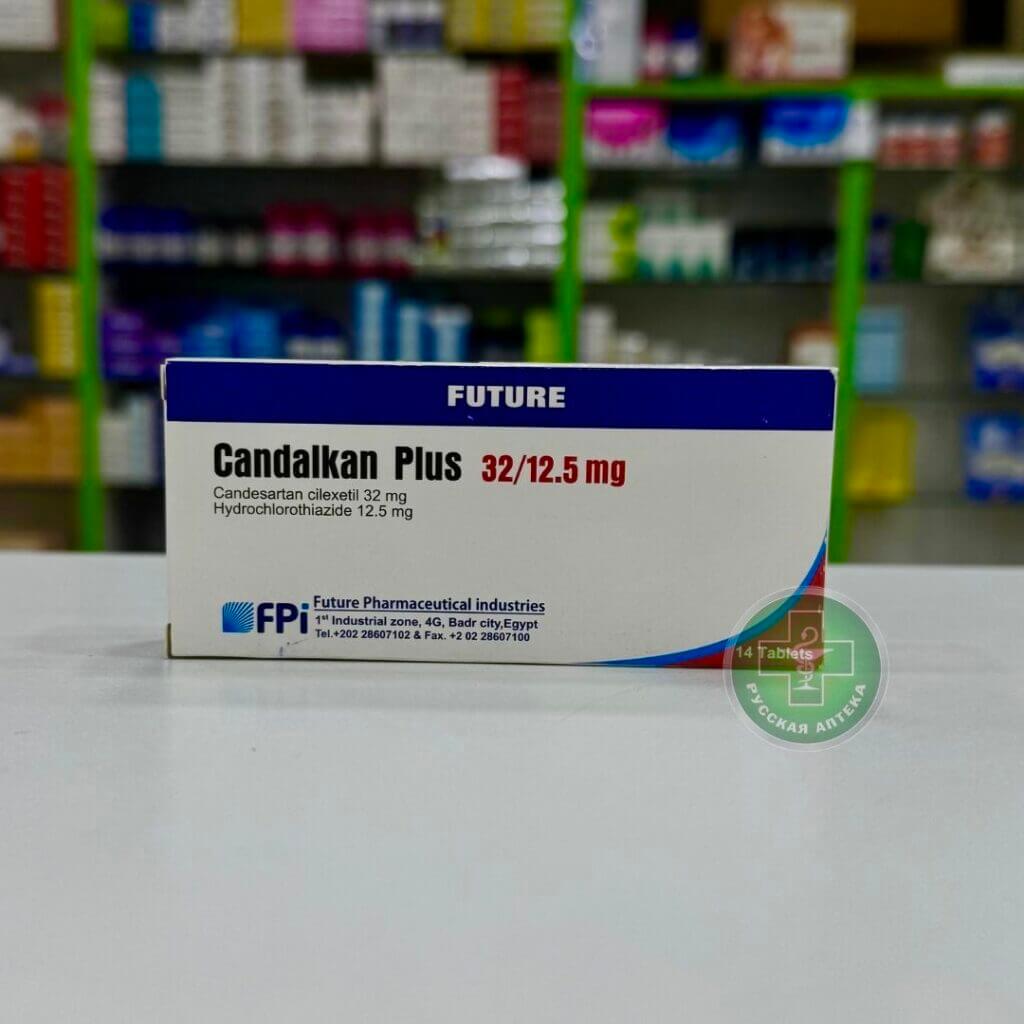 FUTURE
Candalkan Plus 32/12.5 mg
Candesartan cilexetil 32 mg
Hydrochlorothiazide 12.5 mg
FPi
Future Pharmaceutical industries
1st Industrial zone, 4G, Badr city,Egypt
Tel.+202 28607102 & Fax. +2 02 28607100
14 Tablets
РУССКАЯ АПТЕКА